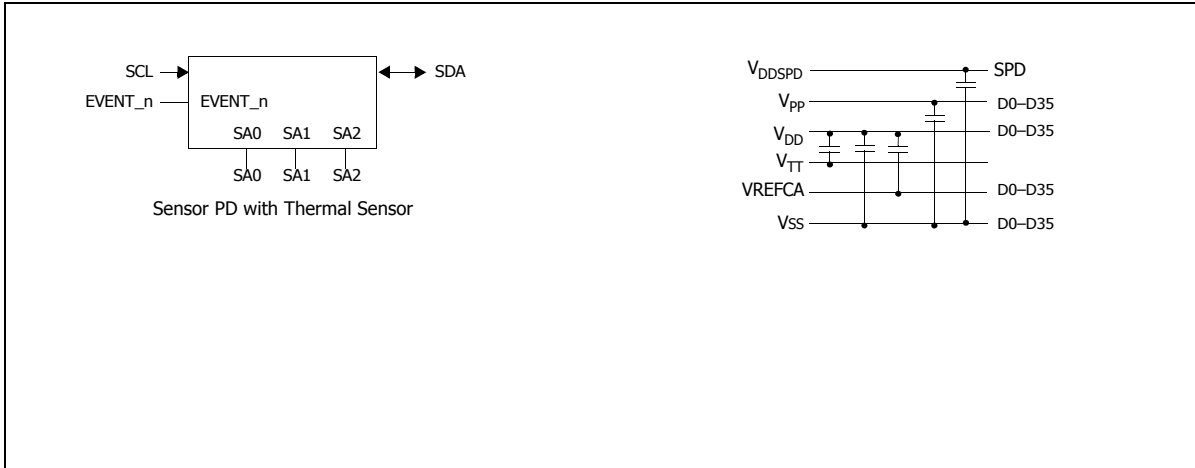 SCL
SDA
EVENT_n
EVENT_n
SA0 SA1 SA2
SA0 SA1 SA2
Sensor PD with Thermal Sensor
VDDSPD
SPD
VPP
D0–D35
VDD
D0–D35
VTT
VREFCA
D0–D35
VSS
D0–D35